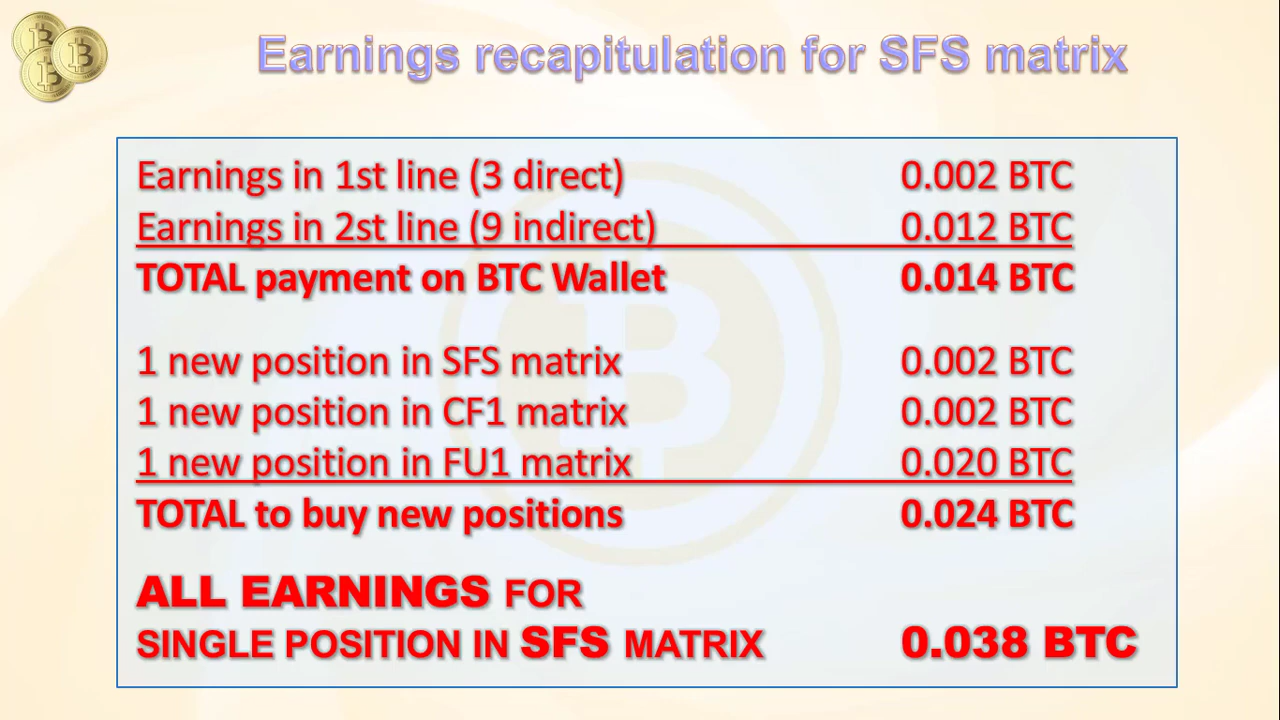 Earnings recapitulation for SFS matrix
Earnings in 1st line (3 direct) 0.002 BTC
Earnings in 2st line (9 indirect) 0.012 BTC
TOTAL payment on BTC Wallet 0.014 BTC
1 new position in SFS matrix 0.002 BTC
1 new position in CF1 matrix 0.002 BTC
1 new position in FU1 matrix 0.020 BTC
TOTAL to buy new positions 0.024 BTC
ALL EARNINGS FOR
SINGLE POSITION IN SFS MATRIX 0.038 BTC